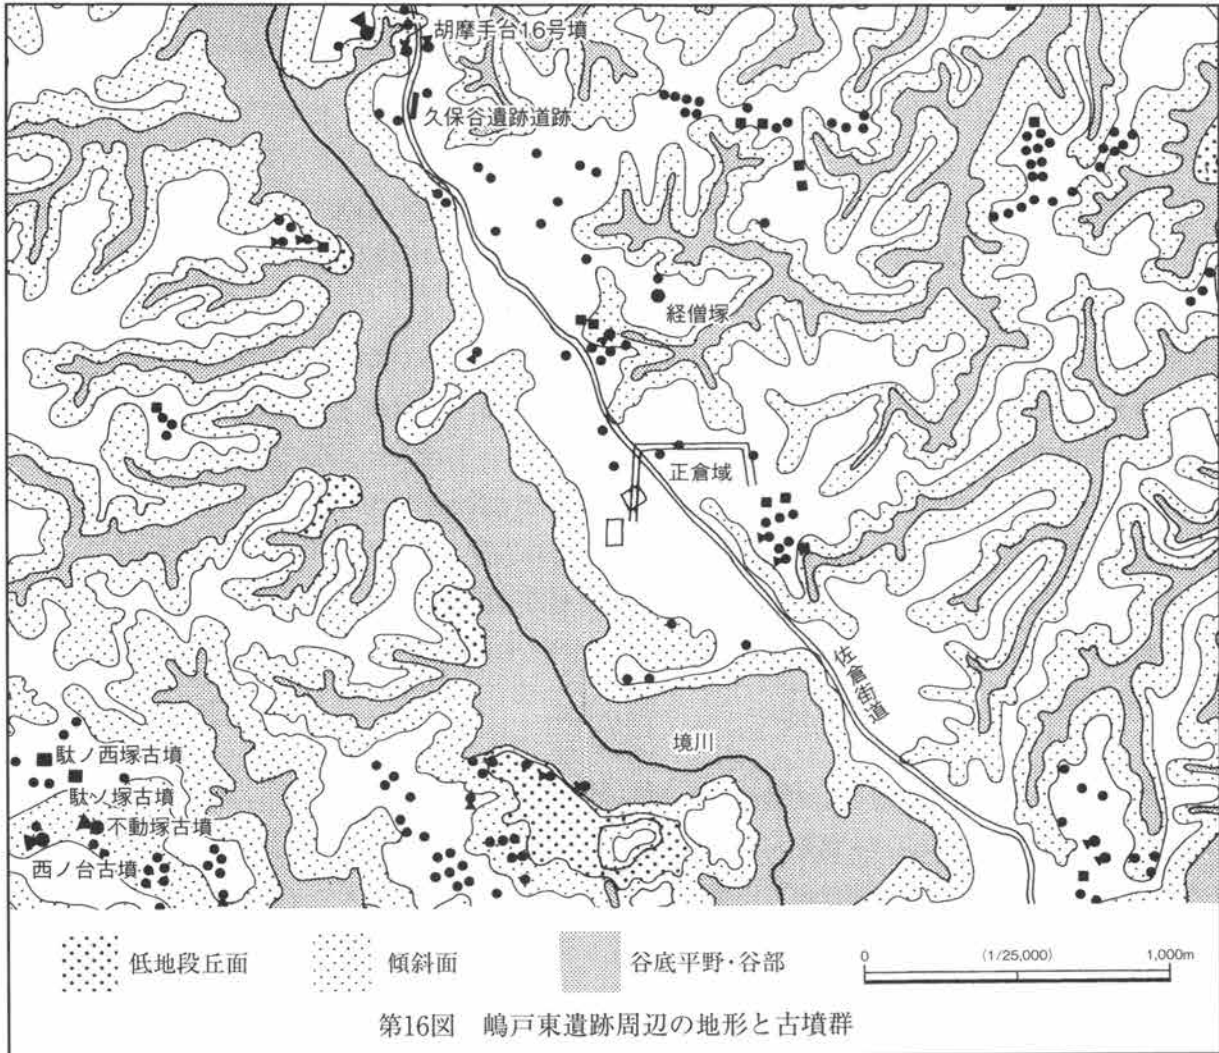 胡摩手台16号墳
久保谷遺跡道跡
経僧塚
正倉域
佐倉街道
境川
駄ノ西塚古墳
駄ノ塚古墳
不動塚古墳
西ノ台古墳
低地段丘面
傾斜面
谷底平野・谷部
0 (1/25,000) 1,000m
第16図 嶋戸東遺跡周辺の地形と古墳群